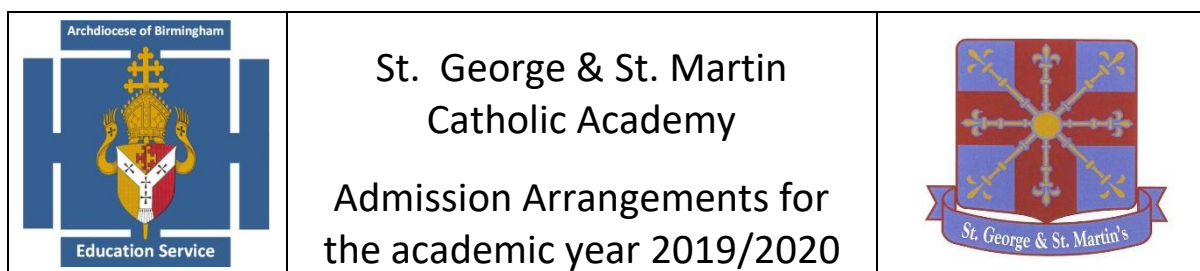 Archdiocese of Birmingham
Education Service
St. George & St. Martin
Catholic Academy
Admission Arrangements for
the academic year 2019/2020
St. George & St. Martin's